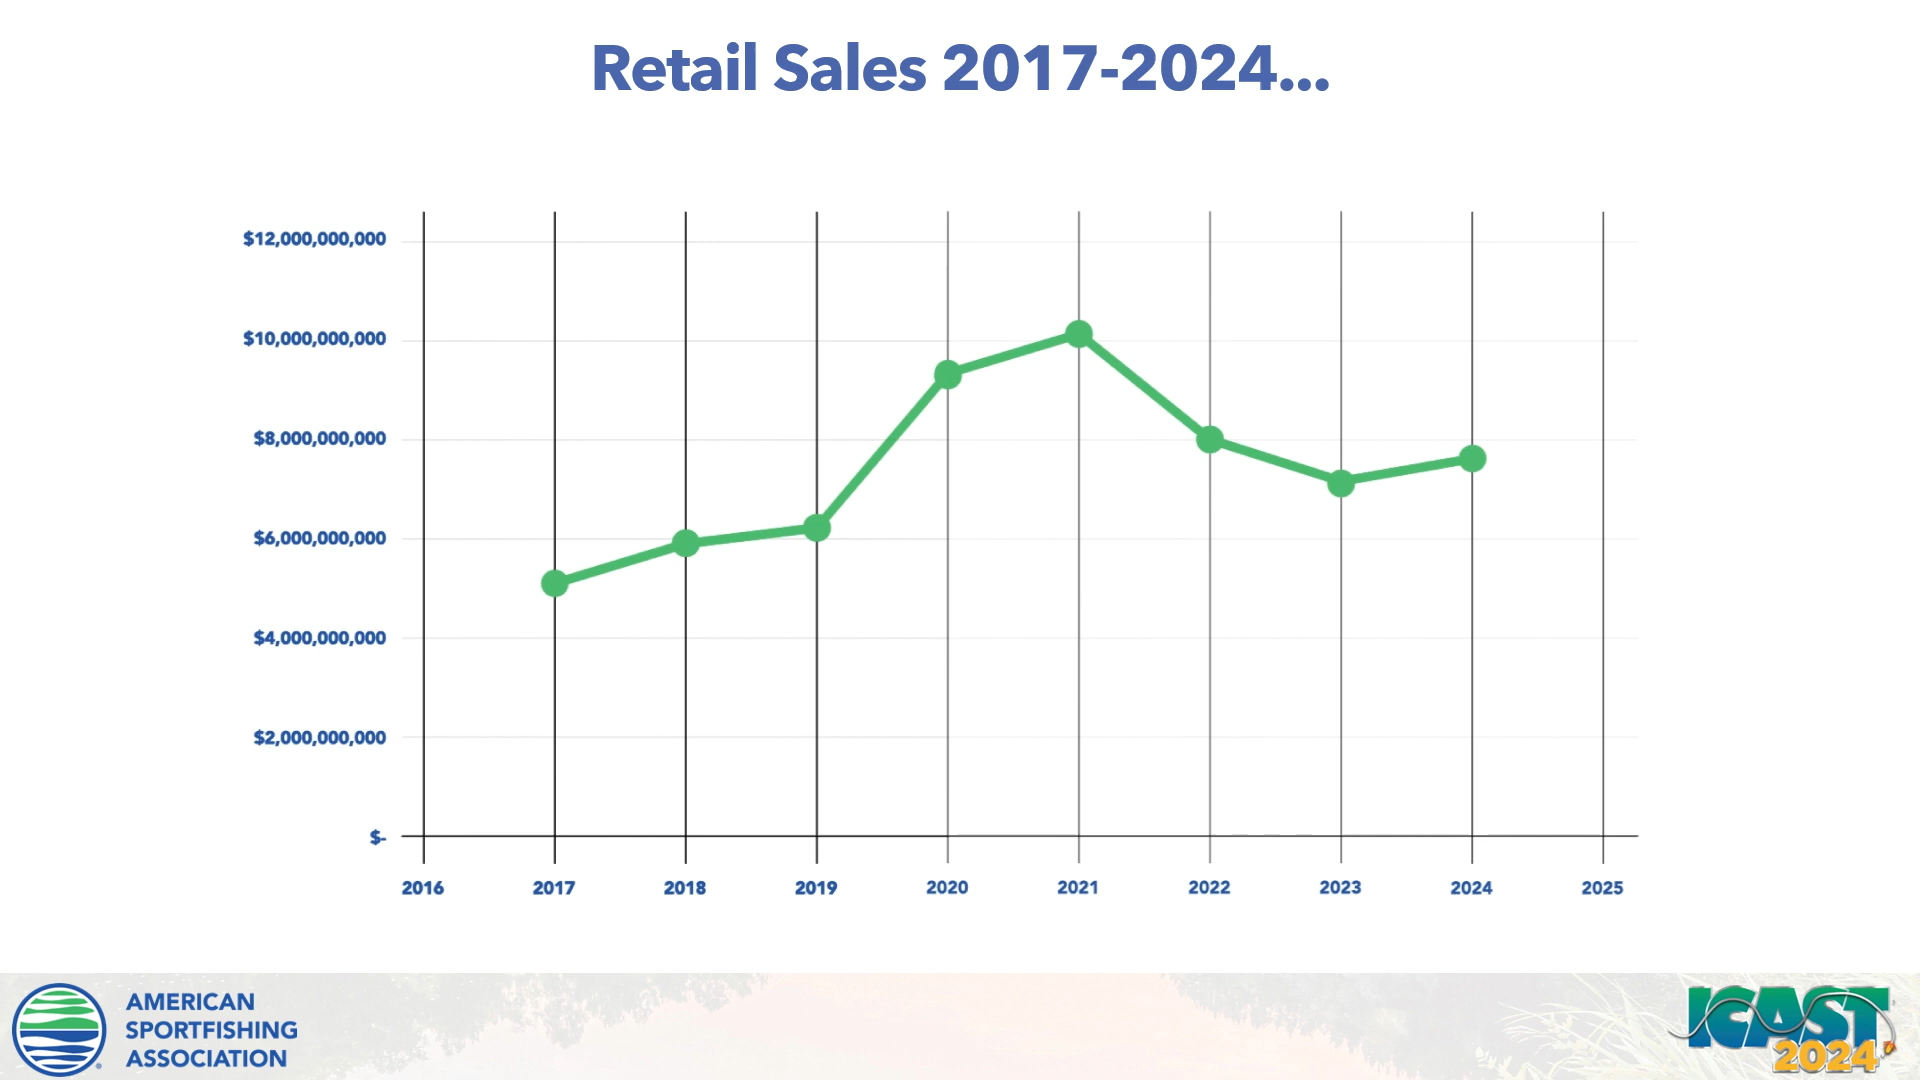 Retail Sales 2017-2024...
$12,000,000,000
$10,000,000,000
$8,000,000,000
$6,000,000,000
$4,000,000,000
$2,000,000,000
$-
2016 2017 2018 2019 2020 2021 2022 2023 2024 2025
AMERICAN
SPORTFISHING
ASSOCIATION
ICAST
2024